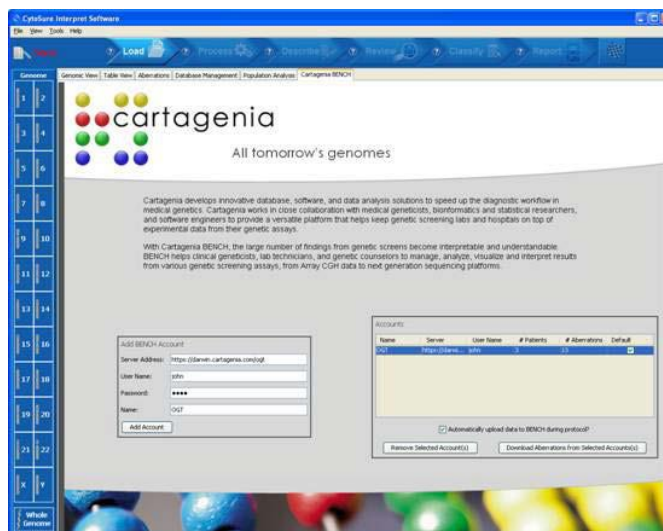 CytoSure Interpret Software
File View Tools Help
Load Process Describe Review Classify Report
Genome
Genomic View Table View Aberrations Database Management Population Analysis Cartagenia BENCH
1 2
3 4
5 6
7 8
9 10
11 12
13 14
15 16
17 18
19 20
21 22
X Y
Whole
Genome
cartagenia
All tomorrow's genomes
Cartagenia develops innovative database, software, and data analysis solutions to speed up the diagnostic workflow in
medical genetics. Cartagenia works in close collaboration with medical geneticists, bionformatics and statistical researchers,
and software engineers to provide a versatile platform that helps keep genetic screening labs and hospitals on top of
experimental data from their genetic assays.
With Cartagenia BENCH, the large number of findings from genetic screens become interpretable and understandable.
BENCH helps clinical geneticists, lab technicians, and genetic counselors to manage, analyze, visualize and interpret results
from various genetic screening assays, from Array CGH data to next generation sequencing platforms.
Add BENCH Account
Server Address: https://darwin.cartagenia.com/ogt
User Name: john
Password: ••••
Name: OGT
Add Account
Accounts
Name Server User Name # Patients # Aberrations Default
OGT https://darw... john 3 13
Automatically upload data to BENCH during protocol?
Remove Selected Account(s) Download Aberrations from Selected Accounts(s)